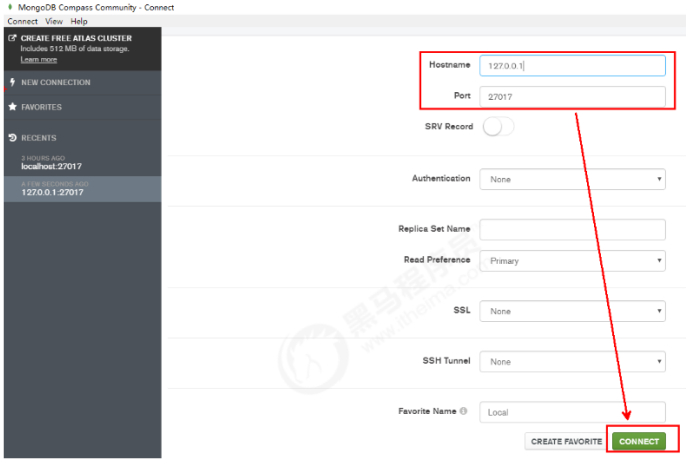 MongoDB Compass Community - Connect
Connect View Help
CREATE FREE ATLAS CLUSTER
Includes 512 MB of data storage.
Learn more
NEW CONNECTION
FAVORITES
RECENTS
3 HOURS AGO
localhost:27017
A FEW SECONDS AGO
127.0.0.1:27017
Hostname 127.0.0.1
Port 27017
SRV Record
Authentication None
Replica Set Name
Read Preference Primary
SSL None
SSH Tunnel None
Favorite Name Local
CREATE FAVORITE CONNECT
黑马程序员
www.itheima.com